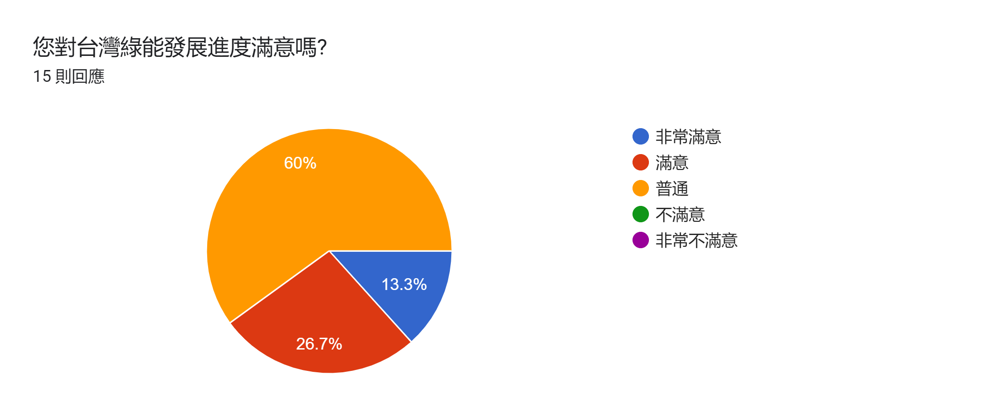 您對台灣綠能發展進度滿意嗎?
15 則回應
60%
13.3%
26.7%
非常滿意
滿意
普通
不滿意
非常不滿意